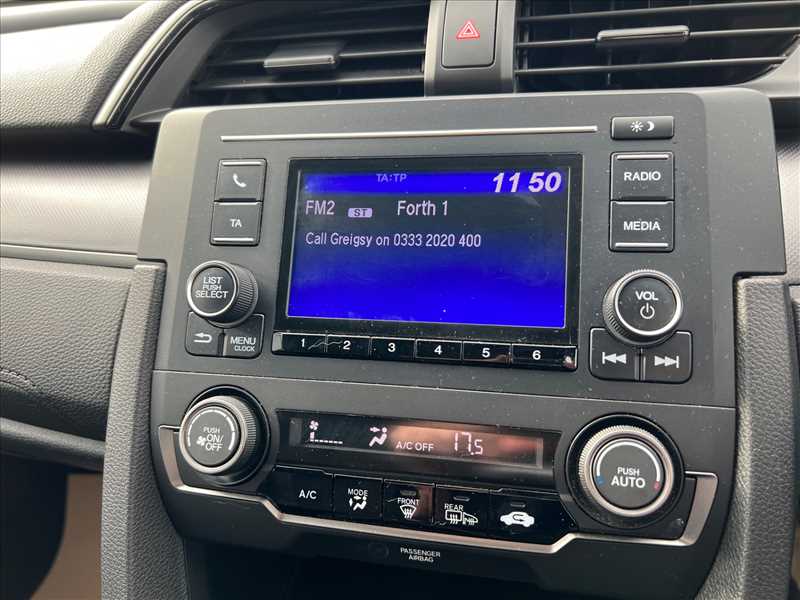 TA:TP 11 50
FM2 ST Forth 1
Call Greigsy on 0333 2020 400
TA
LIST
PUSH
SELECT
MENU
CLOCK
RADIO
MEDIA
VOL
1 2 3 4 5 6
PUSH
ON/
OFF
A/C OFF 17.5
PUSH
AUTO
A/C
MODE
FRONT
REAR
PASSENGER
AIRBAG